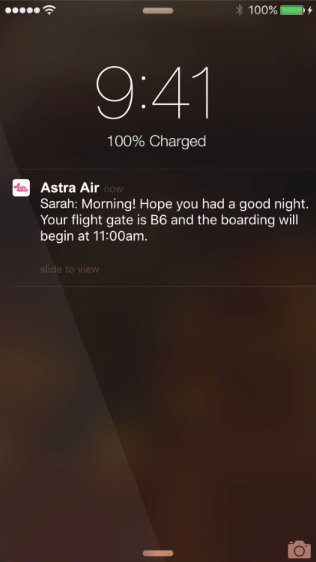 100%
9:41
100% Charged
Astra Air now
Sarah: Morning! Hope you had a good night.
Your flight gate is B6 and the boarding will
begin at 11:00am.
slide to view